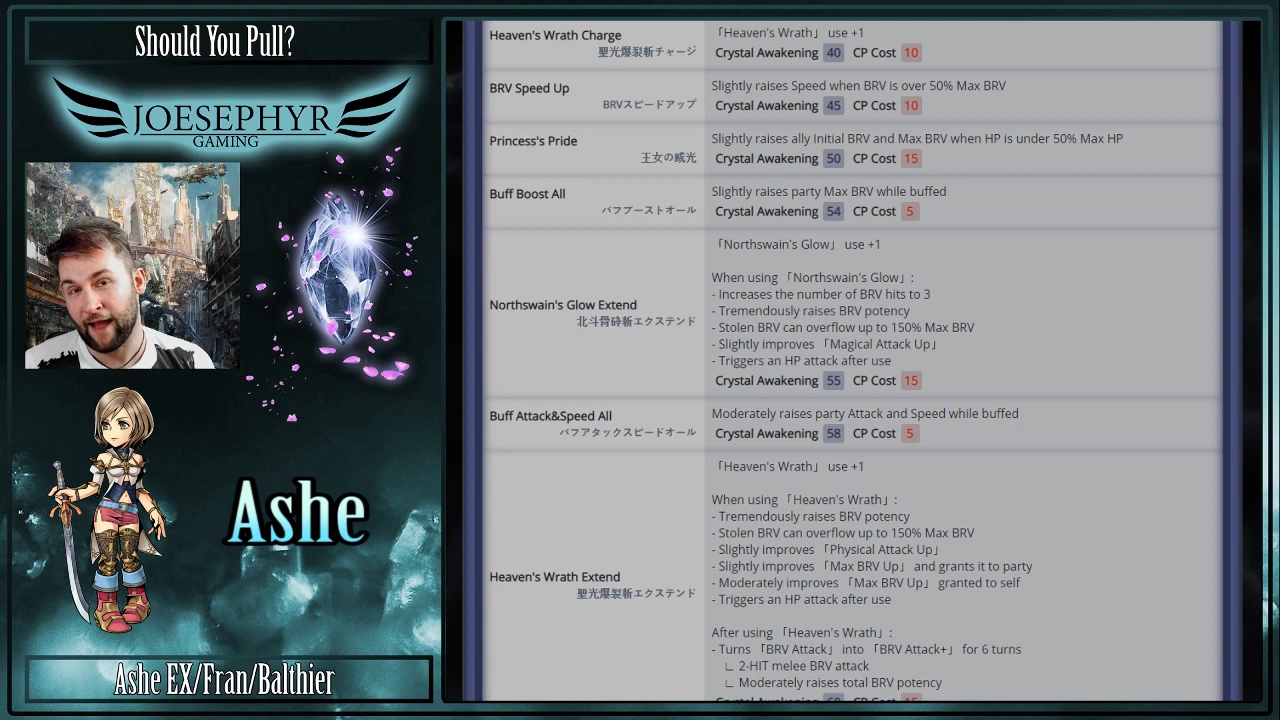 Should You Pull?
JOESEPHYR
GAMING
Ashe
Ashe EX/Fran/Balthier
Heaven's Wrath Charge
聖光爆裂斬チャージ
「Heaven's Wrath」 use +1
Crystal Awakening 40 CP Cost 10
BRV Speed Up
BRVスピードアップ
Slightly raises Speed when BRV is over 50% Max BRV
Crystal Awakening 45 CP Cost 10
Princess's Pride
王女の威光
Slightly raises ally Initial BRV and Max BRV when HP is under 50% Max HP
Crystal Awakening 50 CP Cost 15
Buff Boost All
バフブーストオール
Slightly raises party Max BRV while buffed
Crystal Awakening 54 CP Cost 5
Northswain's Glow Extend
北斗骨砕斬エクステンド
「Northswain's Glow」 use +1
When using 「Northswain's Glow」:
- Increases the number of BRV hits to 3
- Tremendously raises BRV potency
- Stolen BRV can overflow up to 150% Max BRV
- Slightly improves 「Magical Attack Up」
- Triggers an HP attack after use
Crystal Awakening 55 CP Cost 15
Buff Attack&Speed All
バフアタックスピードオール
Moderately raises party Attack and Speed while buffed
Crystal Awakening 58 CP Cost 5
Heaven's Wrath Extend
聖光爆裂斬エクステンド
「Heaven's Wrath」 use +1
When using 「Heaven's Wrath」:
- Tremendously raises BRV potency
- Stolen BRV can overflow up to 150% Max BRV
- Slightly improves 「Physical Attack Up」
- Slightly improves 「Max BRV Up」 and grants it to party
- Moderately improves 「Max BRV Up」 granted to self
- Triggers an HP attack after use
After using 「Heaven's Wrath」:
- Turns 「BRV Attack」 into 「BRV Attack+」 for 6 turns
∟ 2-HIT melee BRV attack
∟ Moderately raises total BRV potency